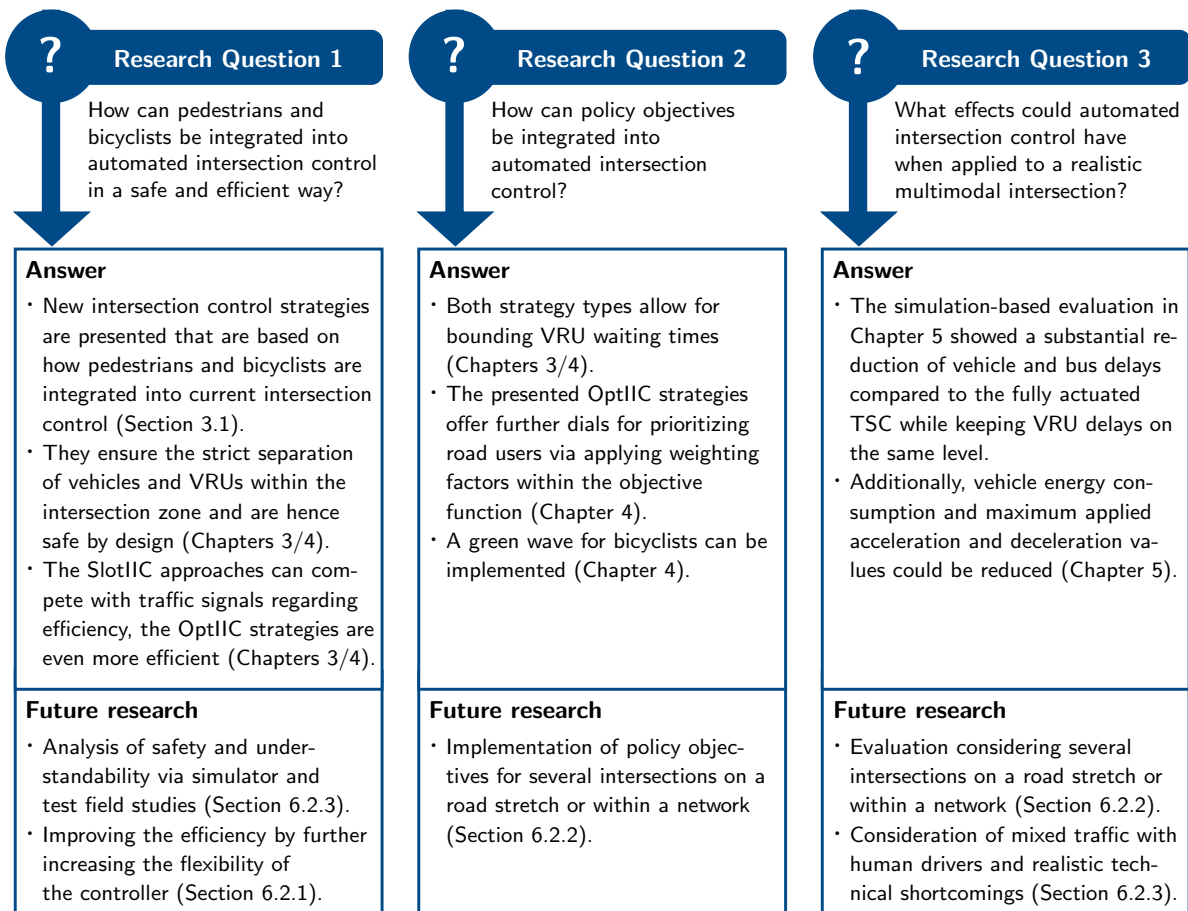 ?
Research Question 1
How can pedestrians and
bicyclists be integrated into
automated intersection control
in a safe and efficient way?
Answer
· New intersection control strategies
are presented that are based on
how pedestrians and bicyclists are
integrated into current intersection
control (Section 3.1).
· They ensure the strict separation
of vehicles and VRUs within the
intersection zone and are hence
safe by design (Chapters 3/4).
· The SlotIIC approaches can com-
pete with traffic signals regarding
efficiency, the OptIIC strategies are
even more efficient (Chapters 3/4).
Future research
· Analysis of safety and under-
standability via simulator and
test field studies (Section 6.2.3).
· Improving the efficiency by further
increasing the flexibility of
the controller (Section 6.2.1).
?
Research Question 2
How can policy objectives
be integrated into
automated intersection
control?
Answer
· Both strategy types allow for
bounding VRU waiting times
(Chapters 3/4).
· The presented OptIIC strategies
offer further dials for prioritizing
road users via applying weighting
factors within the objective
function (Chapter 4).
· A green wave for bicyclists can be
implemented (Chapter 4).
Future research
· Implementation of policy objec-
tives for several intersections on a
road stretch or within a network
(Section 6.2.2).
?
Research Question 3
What effects could automated
intersection control have
when applied to a realistic
multimodal intersection?
Answer
· The simulation-based evaluation in
Chapter 5 showed a substantial re-
duction of vehicle and bus delays
compared to the fully actuated
TSC while keeping VRU delays on
the same level.
· Additionally, vehicle energy con-
sumption and maximum applied
acceleration and deceleration va-
lues could be reduced (Chapter 5).
Future research
· Evaluation considering several
intersections on a road stretch or
within a network (Section 6.2.2).
· Consideration of mixed traffic with
human drivers and realistic tech-
nical shortcomings (Section 6.2.3).